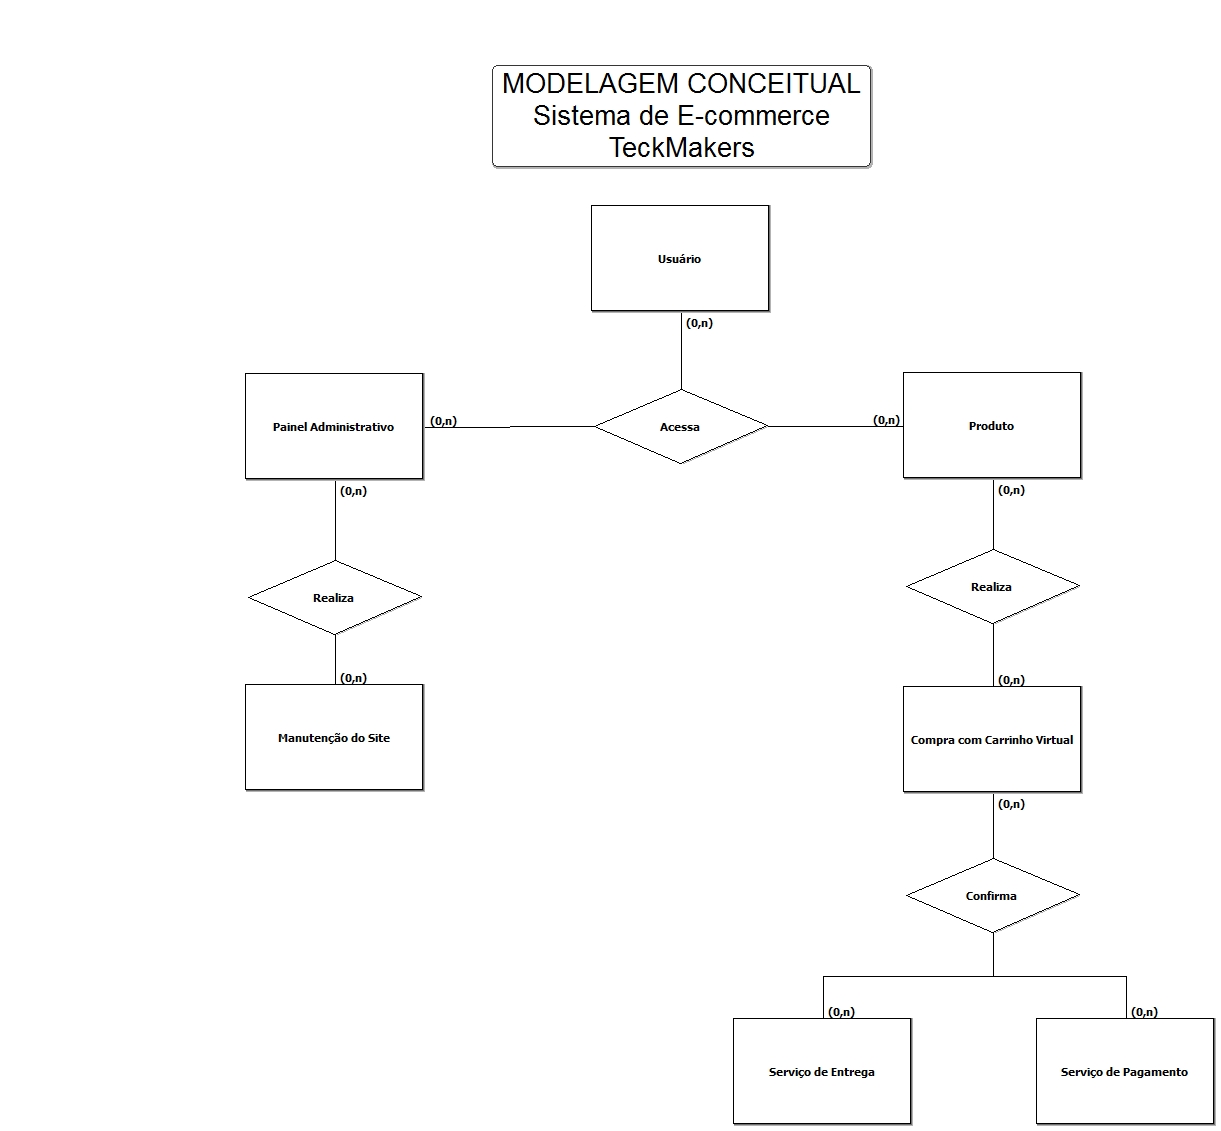 MODELAGEM CONCEITUAL
Sistema de E-commerce
TeckMakers
Usuário
(0,n)
Painel Administrativo
(0,n)
Acessa
(0,n)
Produto
(0,n)
(0,n)
Realiza
Realiza
(0,n)
(0,n)
Manutenção do Site
Compra com Carrinho Virtual
(0,n)
Confirma
(0,n)
(0,n)
Serviço de Entrega
Serviço de Pagamento